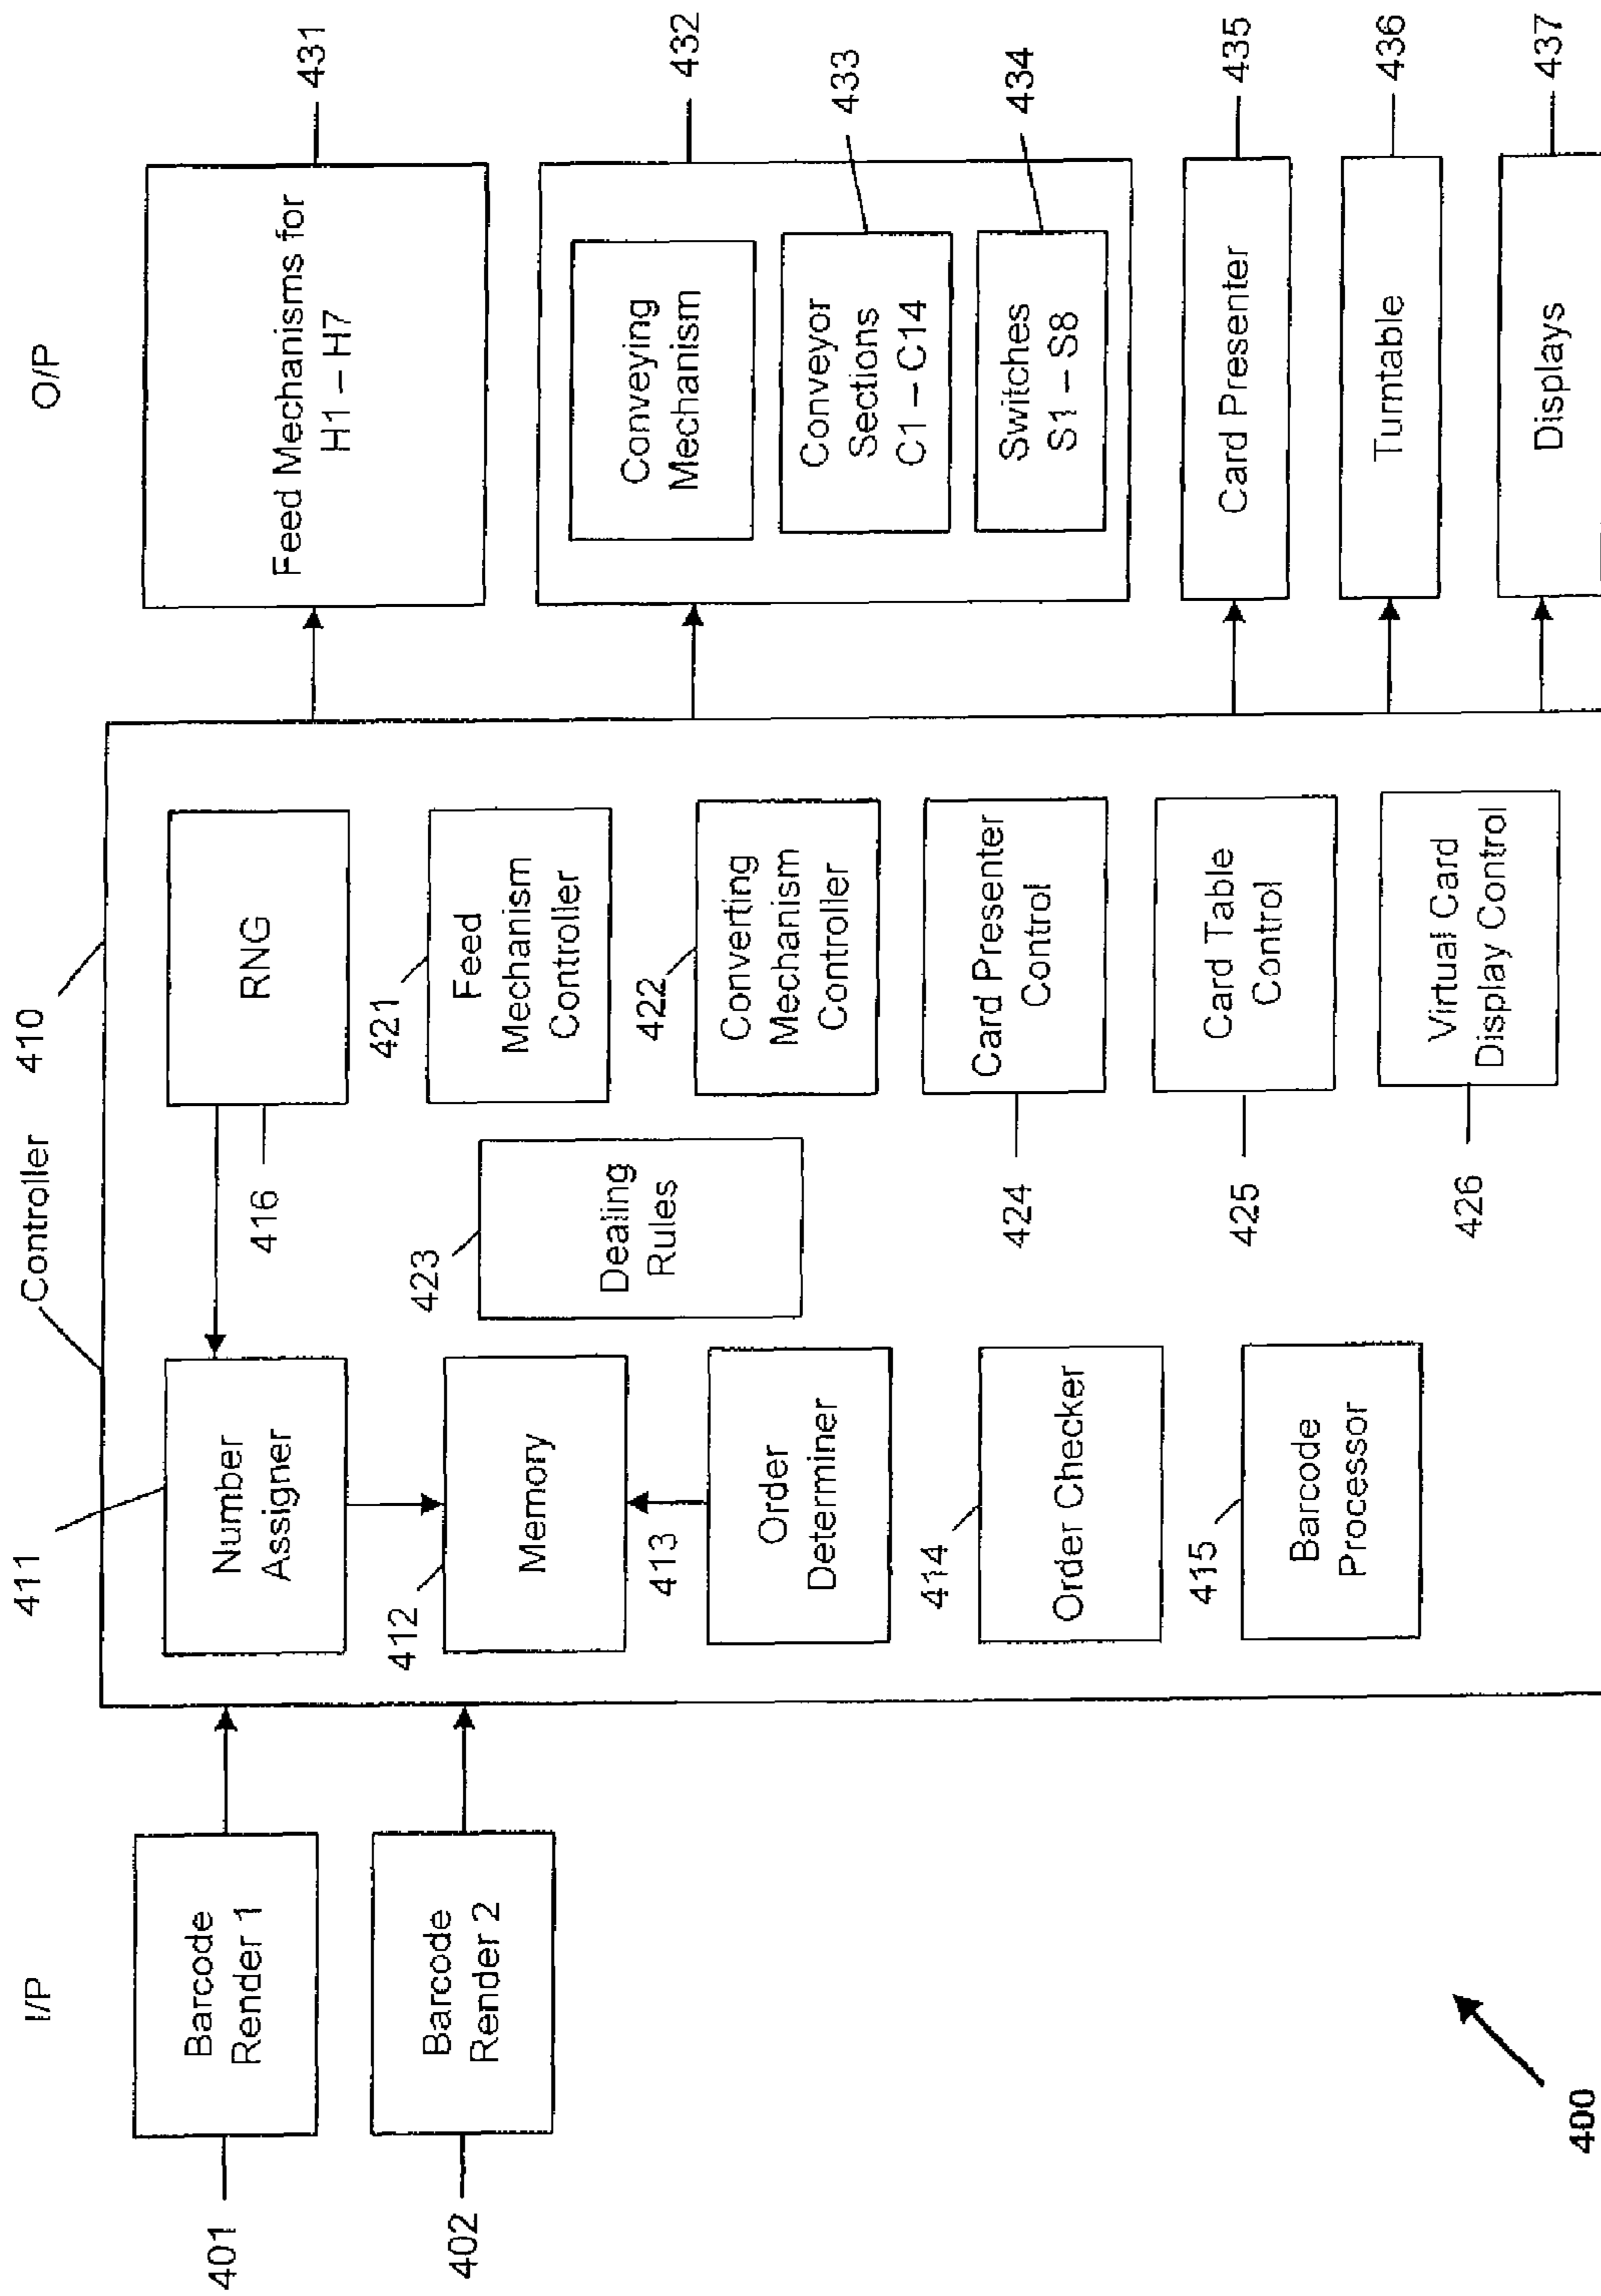 I/P
O/P
401
Barcode
Render 1
402
Barcode
Render 2
400
Controller
410
411
Number
Assigner
412
Memory
413
Order
Determiner
414
Order Checker
415
Barcode
Processor
416
RNG
423
Dealing
Rules
421
Feed
Mechanism
Controller
422
Converting
Mechanism
Controller
424
Card Presenter
Control
425
Card Table
Control
426
Virtual Card
Display Control
Feed Mechanisms for
H1 – H7
431
432
Conveying
Mechanism
Conveyor
Sections
C1 – C14
433
Switches
S1 – S8
434
Card Presenter
435
Turntable
436
Displays
437